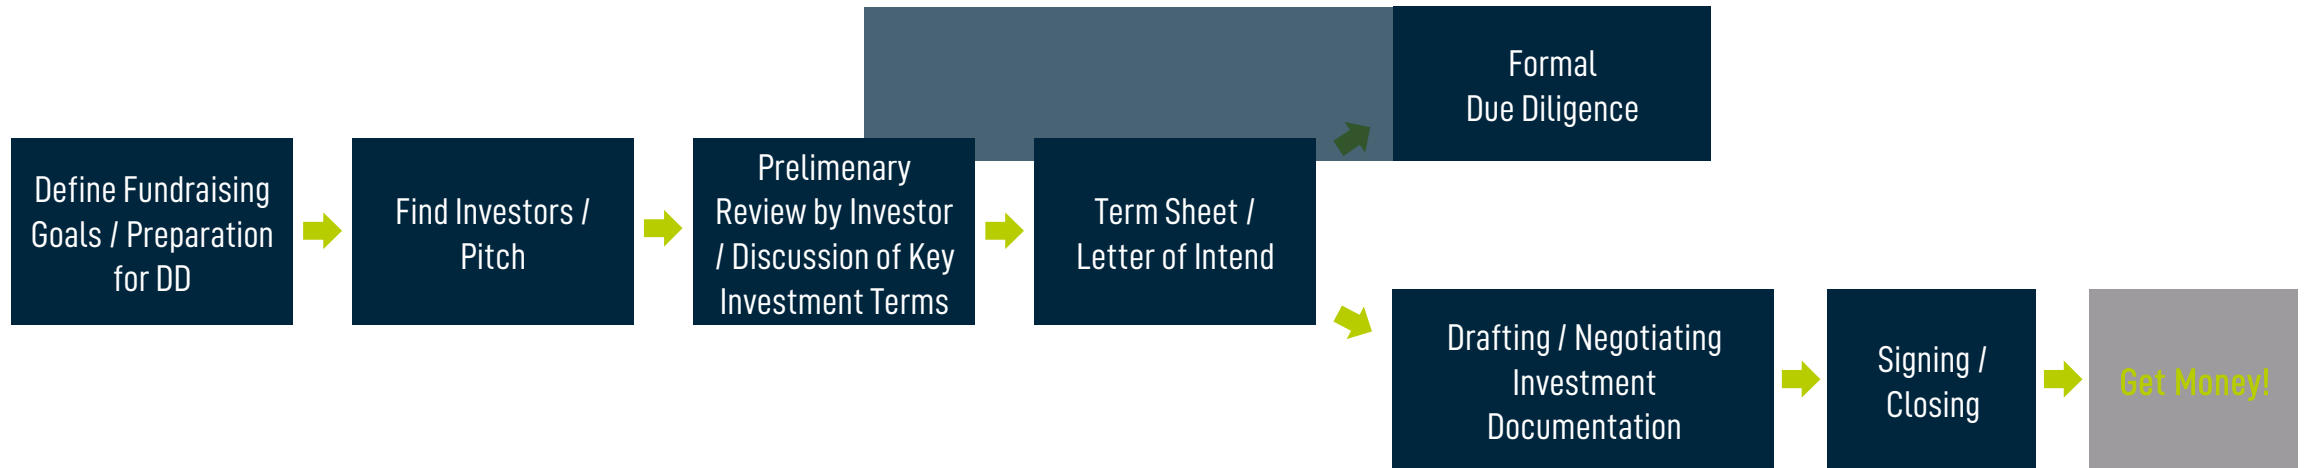 Define Fundraising
Goals / Preparation
for DD
Find Investors /
Pitch
Prelimenary
Review by Investor
/ Discussion of Key
Investment Terms
Term Sheet /
Letter of Intend
Formal
Due Diligence
Drafting / Negotiating
Investment
Documentation
Signing /
Closing
Get Money!